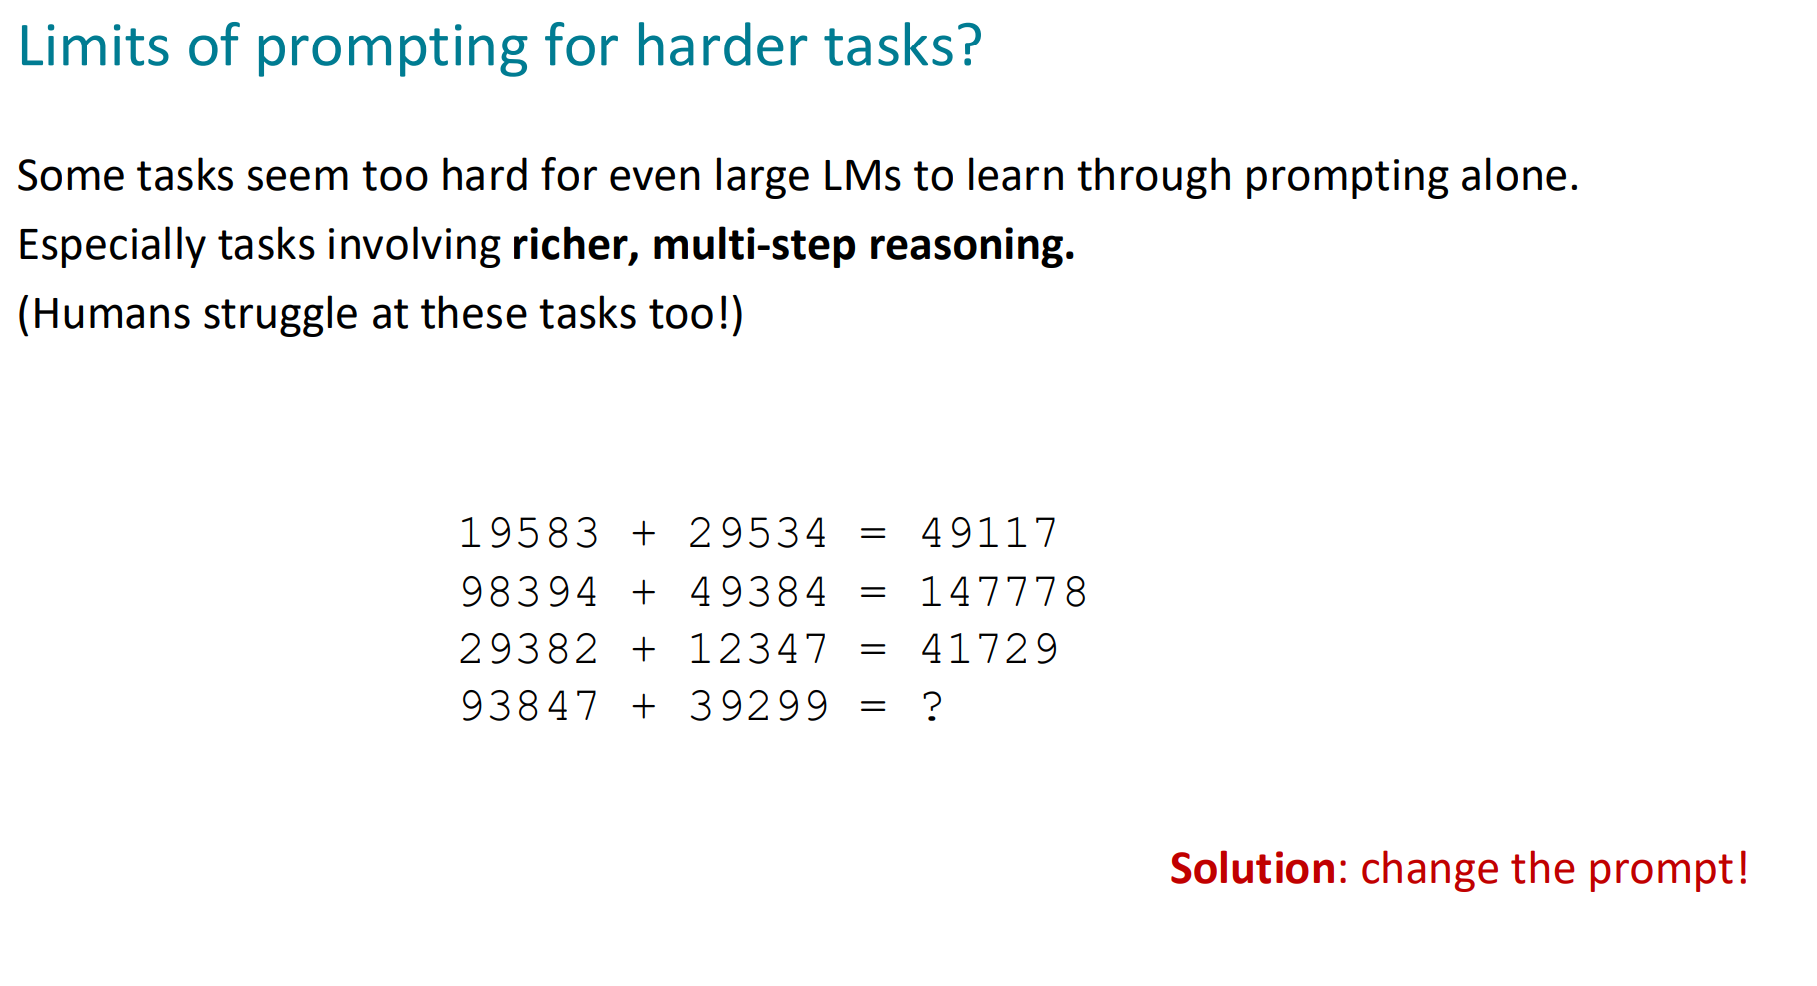 Limits of prompting for harder tasks?
Some tasks seem too hard for even large LMs to learn through prompting alone.
Especially tasks involving richer, multi-step reasoning.
(Humans struggle at these tasks too!)
19583 + 29534 = 49117
98394 + 49384 = 147778
29382 + 12347 = 41729
93847 + 39299 = ?
Solution: change the prompt!